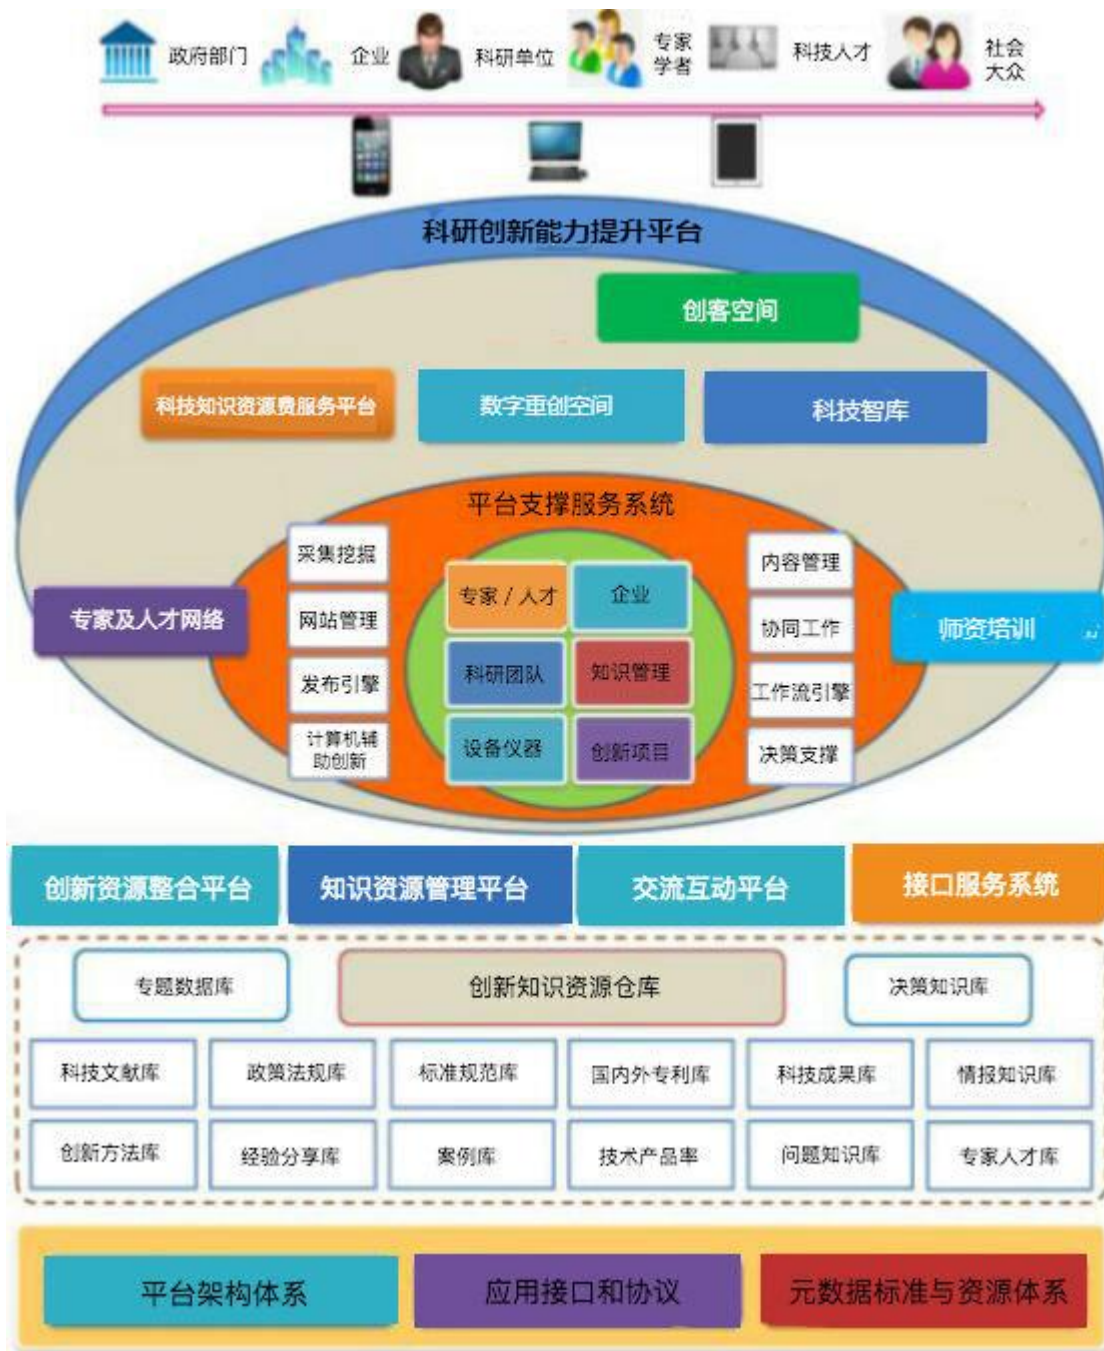 政府部门
企业
科研单位
专家
学者
科技人才
社会
大众
科研创新能力提升平台
创客空间
科技知识资源费服务平台
数字重创空间
科技智库
平台支撑服务系统
采集挖掘
网站管理
发布引擎
计算机辅
助创新
专家 / 人才
企业
科研团队
知识管理
设备仪器
创新项目
内容管理
协同工作
工作流引擎
决策支撑
专家及人才网络
师资培训
创新资源整合平台
知识资源管理平台
交流互动平台
接口服务系统
专题数据库
创新知识资源仓库
决策知识库
科技文献库
政策法规库
标准规范库
国内外专利库
科技成果库
情报知识库
创新方法库
经验分享库
案例库
技术产品率
问题知识库
专家人才库
平台架构体系
应用接口和协议
元数据标准与资源体系